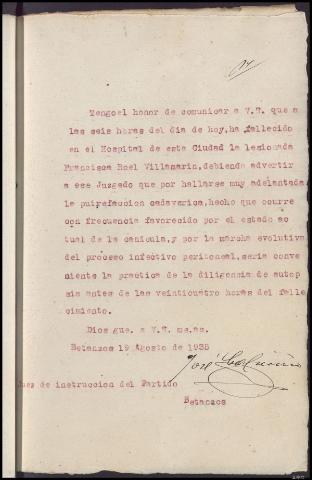 Tengoel honor de comunicar a V.S. que a
las seis horas del dia de hoy,ha fallecido
en el Hospital de esta Ciudad la lesionada
Francisca Roel Villamarin,debiendo advertir
a ese Juzgado que por hallarse muy adelantada
la putrefaccion cadaverica, hecho que ocurre
con frecuencia favorecido por el estado ac
tual de la canicula,y por la marcha evolutiva
del proceso infectivo peritoneal,seria conve
niente la practica de la diligencia de autop
sia antes de las veinticuatro horas del falle
cimiento.
Dios gue. a V.S. ms.as.
Betanzos 19 Agosto de 1935
José
Juez de instruccion del Partido
Betanzos